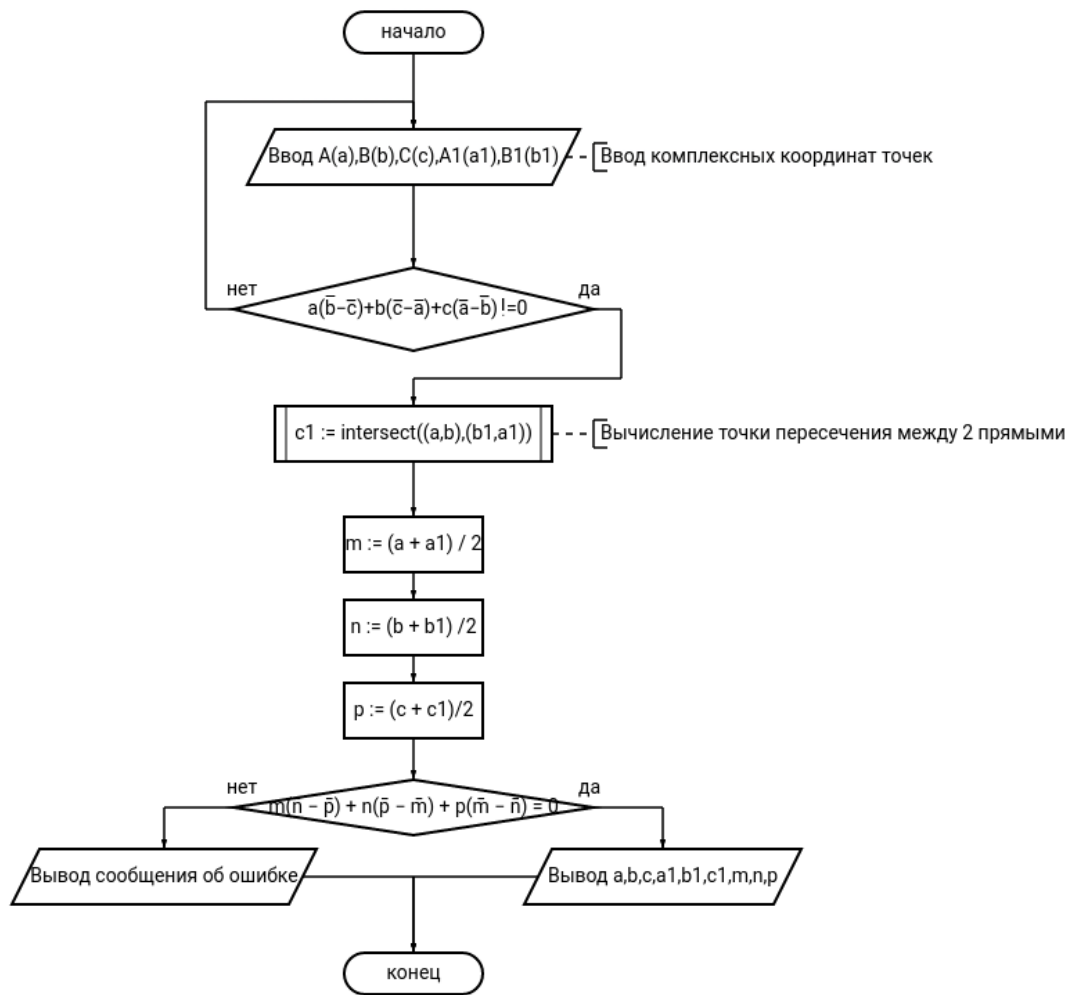 начало
Ввод A(a),B(b),C(c),A1(a1),B1(b1)
Ввод комплексных координат точек
нет
да
a(b̅−c̅)+b(c̅−a̅)+c(a̅−b̅)!=0
c1 := intersect((a,b),(b1,a1))
Вычисление точки пересечения между 2 прямыми
m := (a + a1) / 2
n := (b + b1) /2
p := (c + c1)/2
нет
да
m(n̄ − p̄) + n(p̄ − m̄) + p(m̄ − n̄) = 0
Вывод сообщения об ошибке
Вывод a,b,c,a1,b1,c1,m,n,p
конец